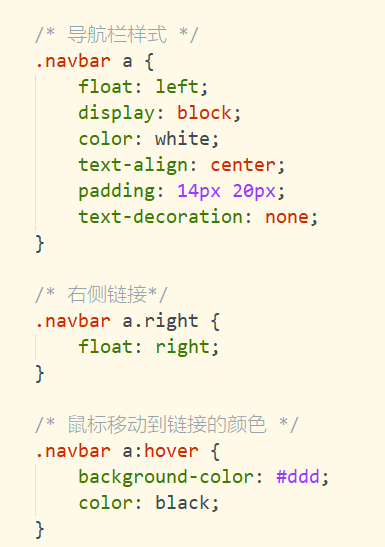 /* 导航栏样式 */
.navbar a {
    float: left;
    display: block;
    color: white;
    text-align: center;
    padding: 14px 20px;
    text-decoration: none;
}

/* 右侧链接*/
.navbar a.right {
    float: right;
}

/* 鼠标移动到链接的颜色 */
.navbar a:hover {
    background-color: #ddd;
    color: black;
}